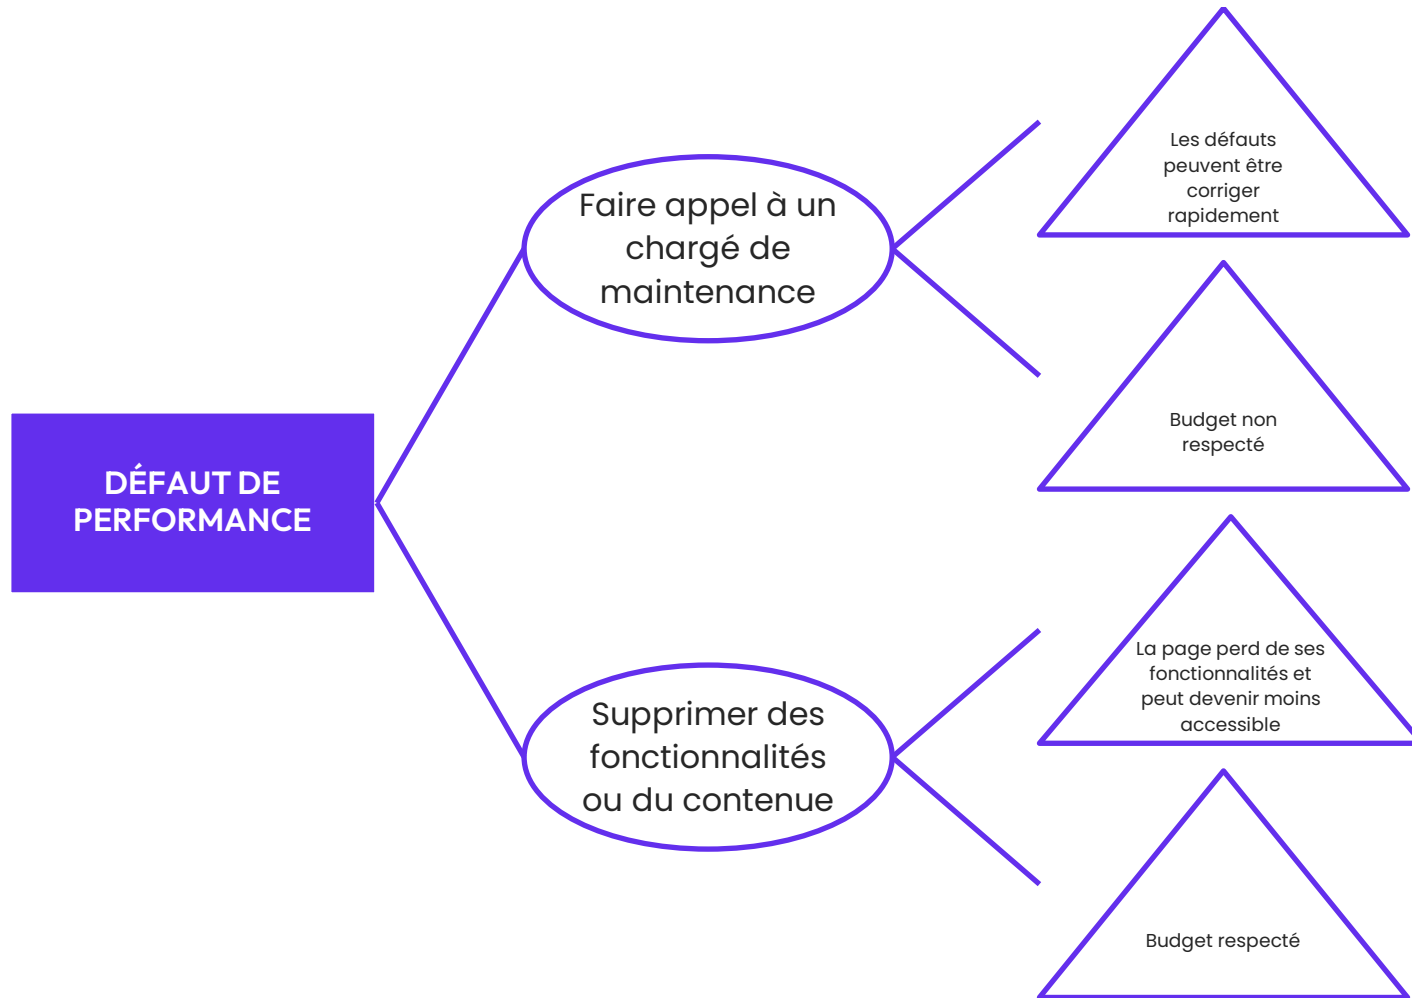 DÉFAUT DE
PERFORMANCE
Faire appel à un
chargé de
maintenance
Les défauts
peuvent être
corriger
rapidement
Budget non
respecté
Supprimer des
fonctionnalités
ou du contenue
La page perd de ses
fonctionnalités et
peut devenir moins
accessible
Budget respecté